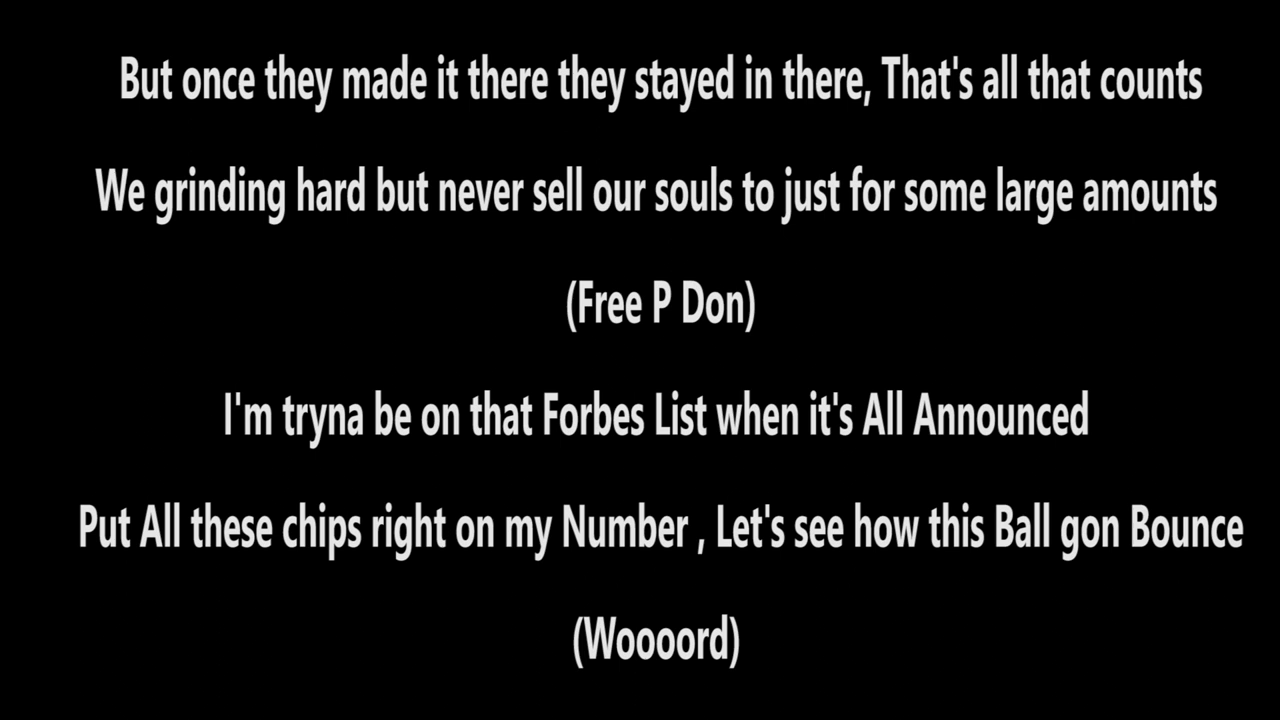 But once they made it there they stayed in there, That's all that counts
We grinding hard but never sell our souls to just for some large amounts
(Free P Don)
I'm tryna be on that Forbes List when it's All Announced
Put All these chips right on my Number , Let's see how this Ball gon Bounce
(Woooord)